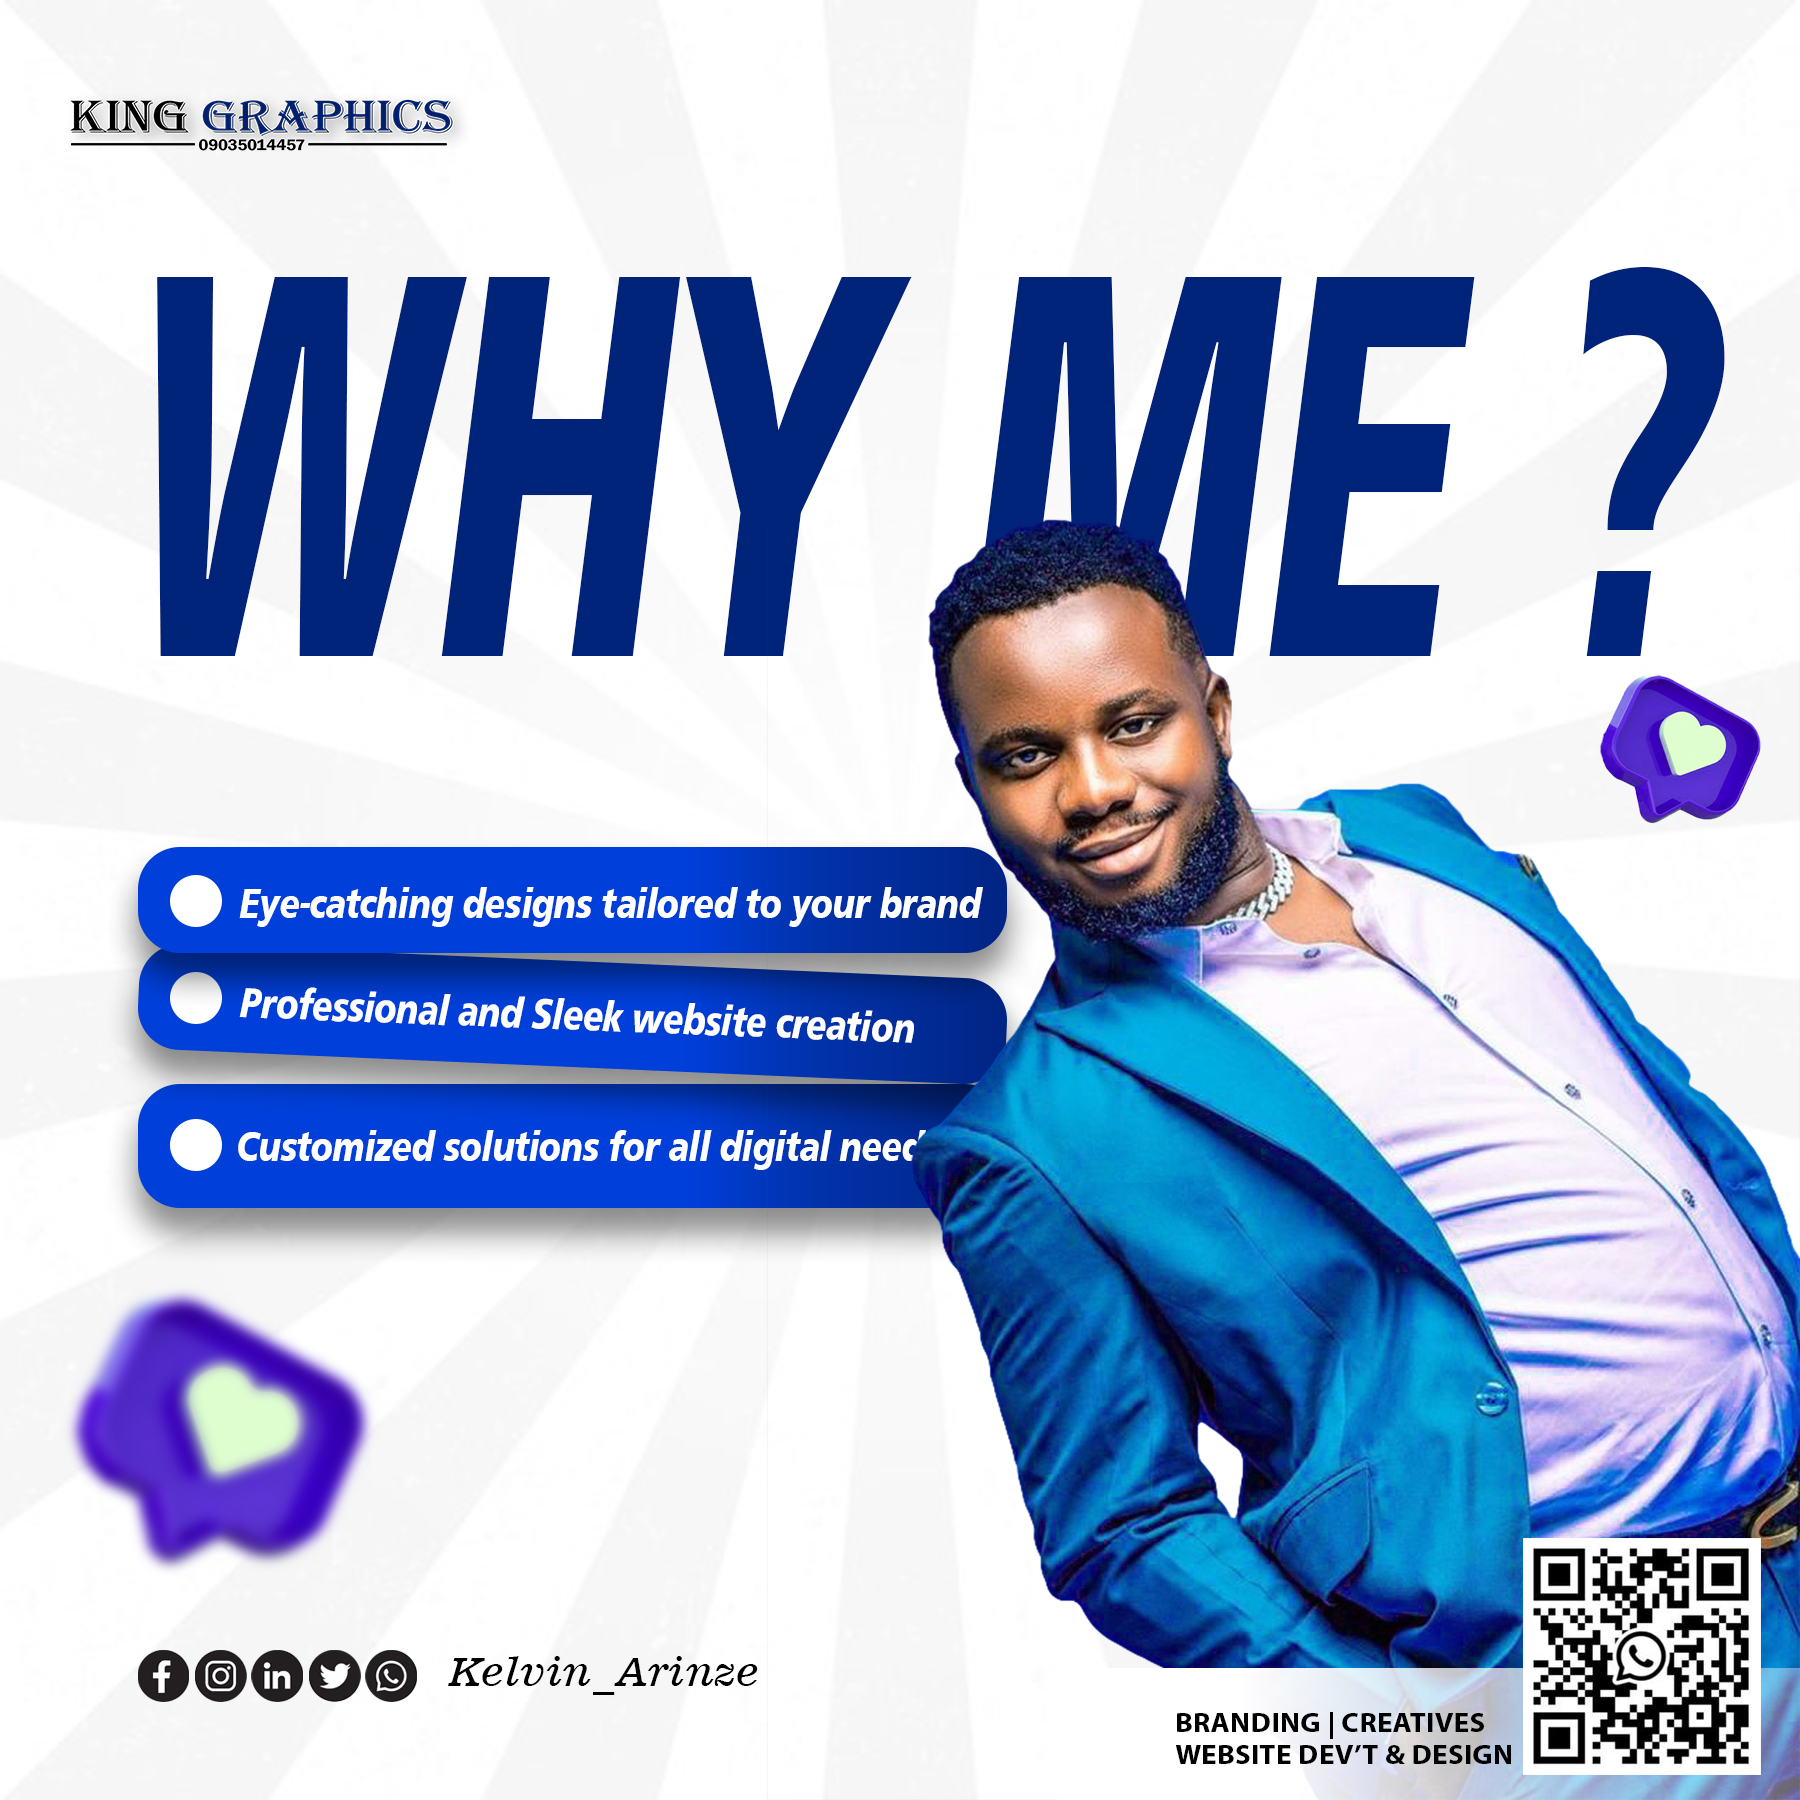 KING GRAPHICS
09035014457
WHY ME ?
Eye-catching designs tailored to your brand
Professional and Sleek website creation
Customized solutions for all digital need
Kelvin_Arinze
BRANDING | CREATIVES
WEBSITE DEV’T & DESIGN